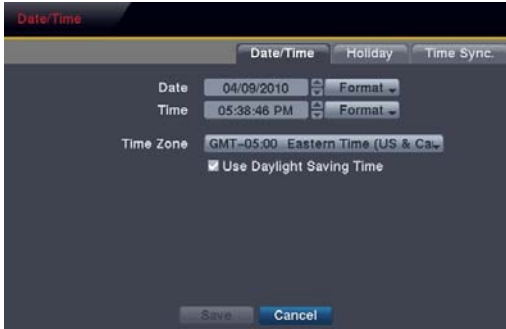 Date/Time
Date/Time Holiday Time Sync.
Date 04/09/2010 Format
Time 05:38:46 PM Format
Time Zone GMT-05:00 Eastern Time (US & Ca
Use Daylight Saving Time
Save Cancel